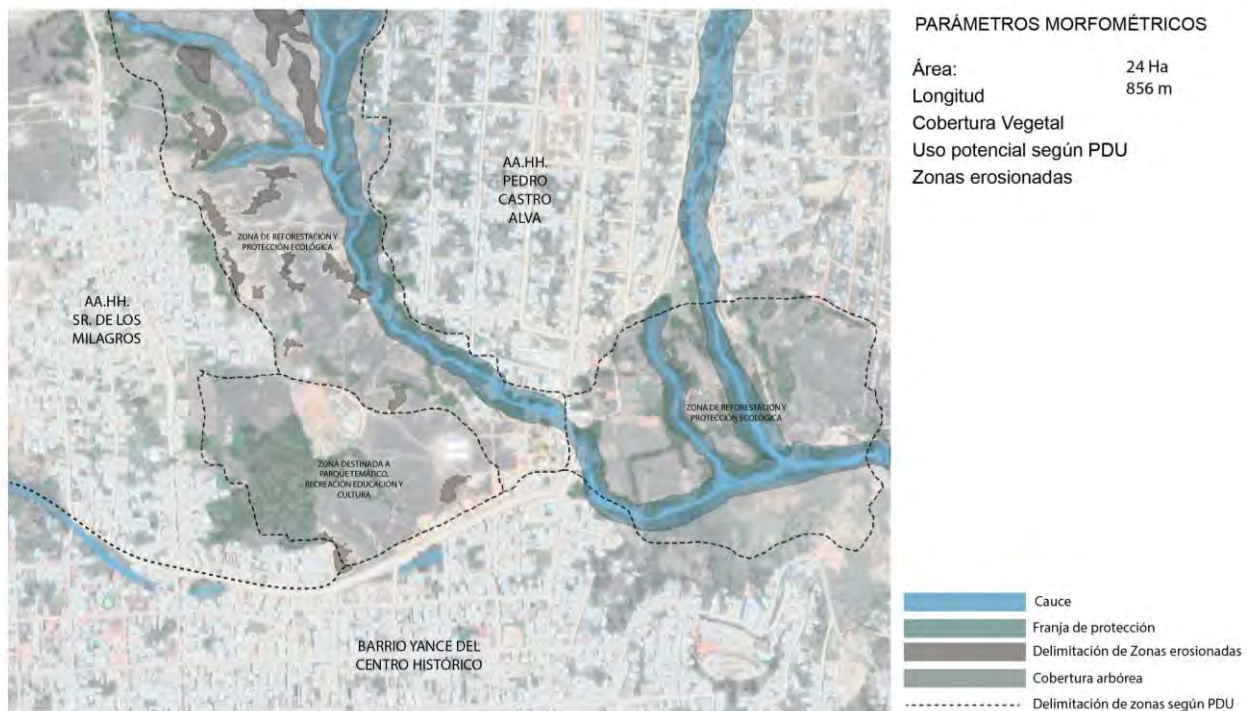 PARÁMETROS MORFOMÉTRICOS
Área: 24 Ha
Longitud 856 m
Cobertura Vegetal
Uso potencial según PDU
Zonas erosionadas
AA.HH.
PEDRO
CASTRO
ALVA
ZONA DE REFORESTACIÓN Y
PROTECCIÓN ECOLÓGICA
AA.HH.
SR. DE LOS
MILAGROS
ZONA DE REFORESTACIÓN Y
PROTECCIÓN ECOLÓGICA
ZONA DESTINADA A
PARQUE TEMÁTICO,
RECREACIÓN EDUCACIÓN Y
CULTURA
BARRIO YANCE DEL
CENTRO HISTÓRICO
Cauce
Franja de protección
Delimitación de Zonas erosionadas
Cobertura arbórea
Delimitación de zonas según PDU